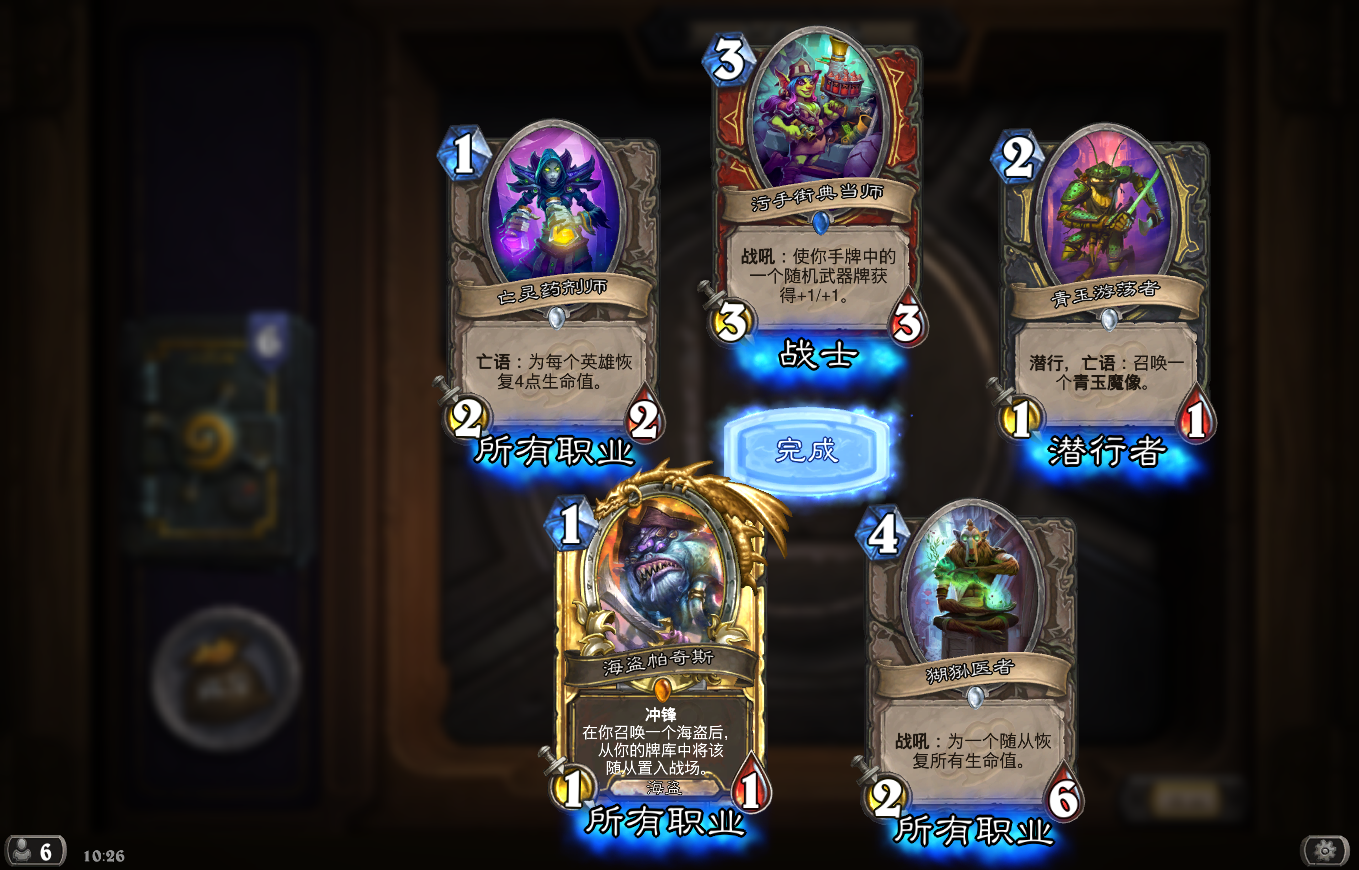 3
污手街典当师
战吼：使你手牌中的
一个随机武器牌获
得+1/+1。
3
3
战士
1
亡灵药剂师
亡语：为每个英雄恢
复4点生命值。
2
2
所有职业
2
青玉游荡者
潜行，亡语：召唤一
个青玉魔像。
1
1
潜行者
6
完成
1
海盗帕奇斯
冲锋
在你召唤一个海盗后，
从你的牌库中将该
随从置入战场。
海盗
1
1
所有职业
4
猢狲医者
战吼：为一个随从恢
复所有生命值。
2
6
所有职业
6
10:26